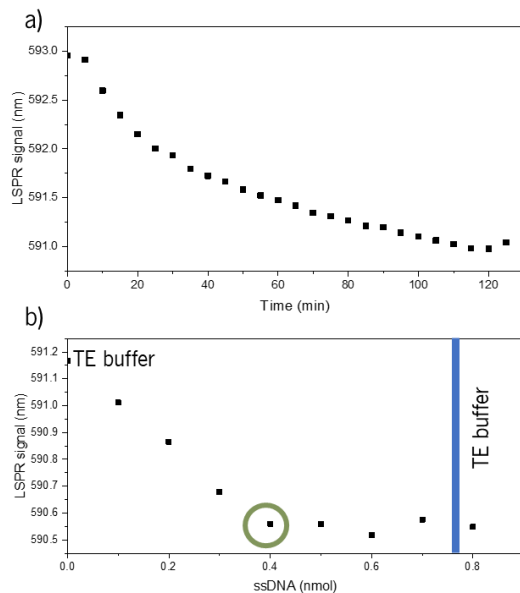 a)
LSPR signal (nm)
593.0
592.5
592.0
591.5
591.0
0 20 40 60 80 100 120
Time (min)
b)
LSPR signal (nm)
591.2
591.1
591.0
590.9
590.8
590.7
590.6
590.5
TE buffer
TE buffer
0.0 0.2 0.4 0.6 0.8
ssDNA (nmol)